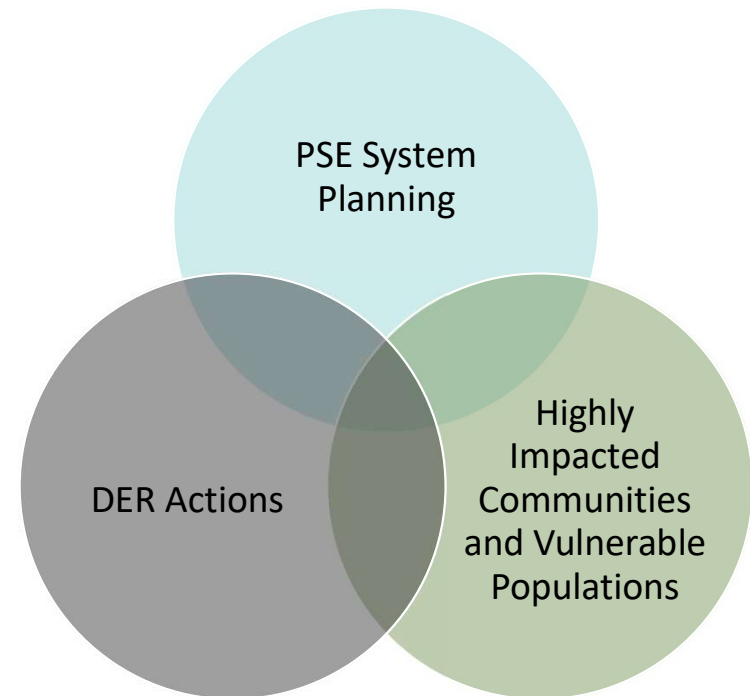 PSE System
Planning
DER Actions
Highly
Impacted
Communities
and Vulnerable
Populations